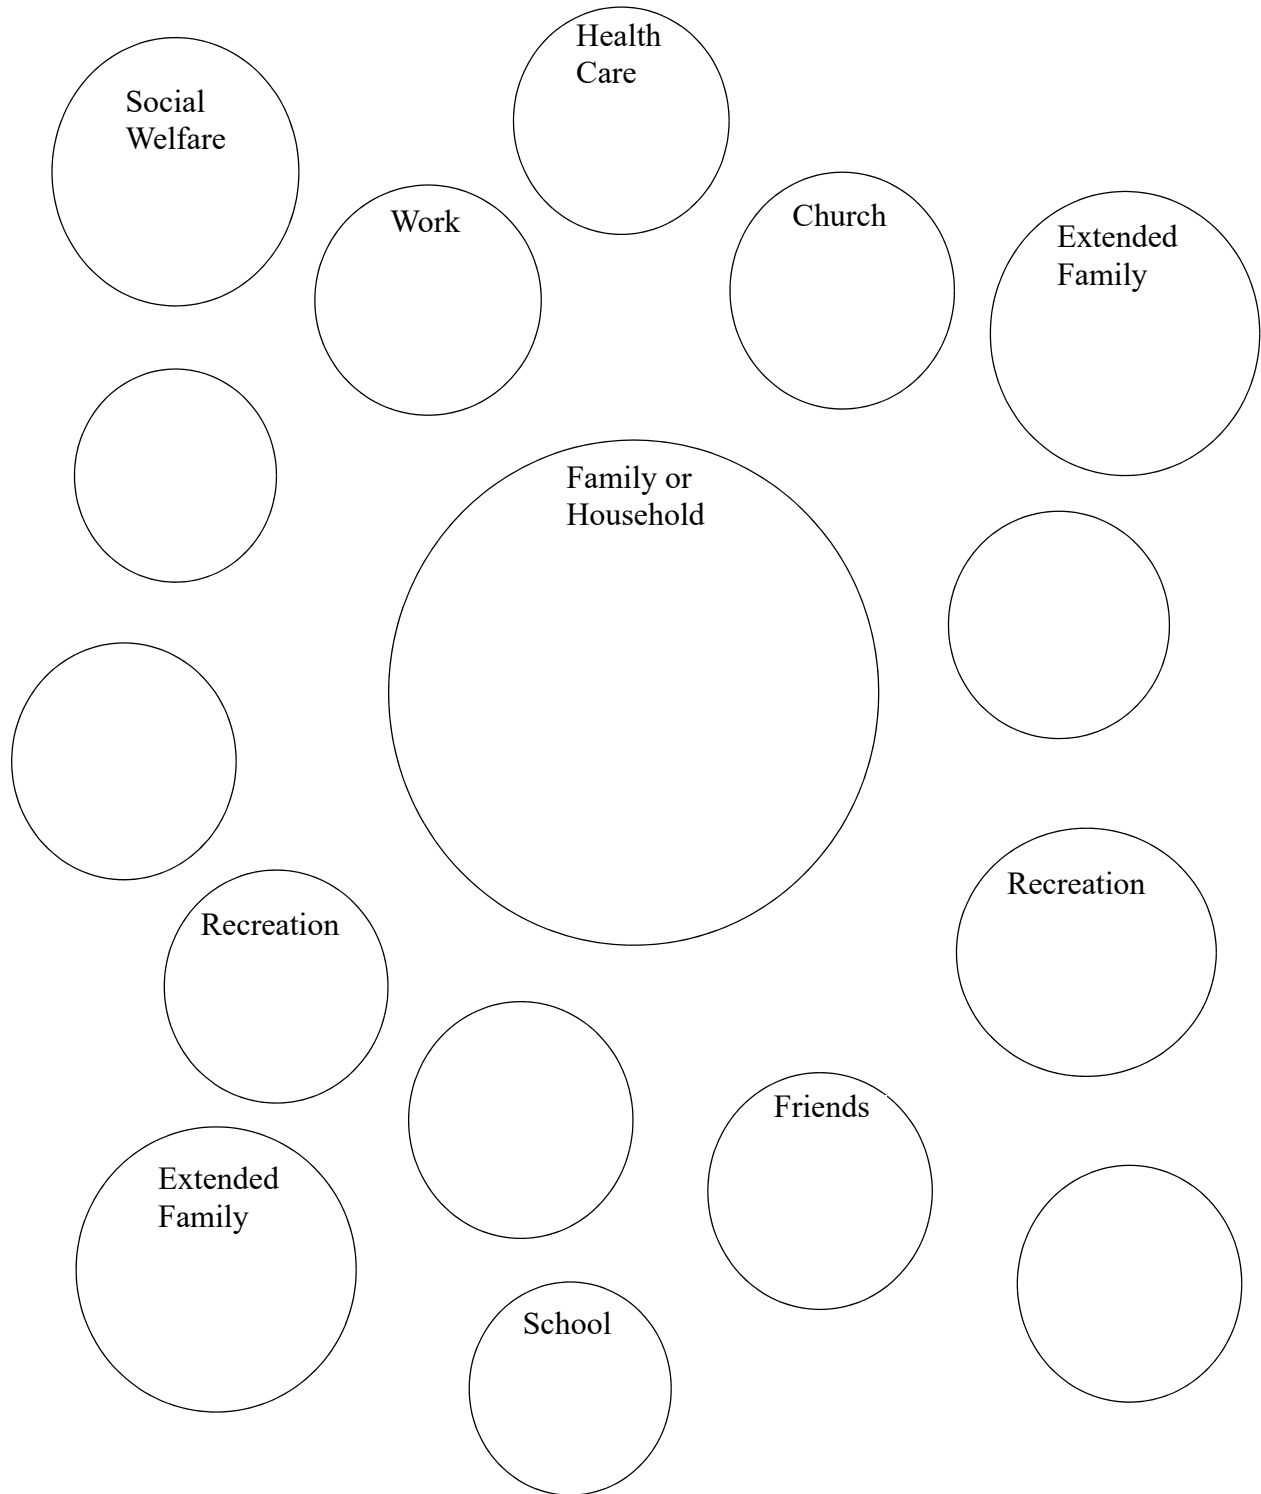 Health
Care
Social
Welfare
Work
Church
Extended
Family
Family or
Household
Recreation
Recreation
Friends
Extended
Family
School